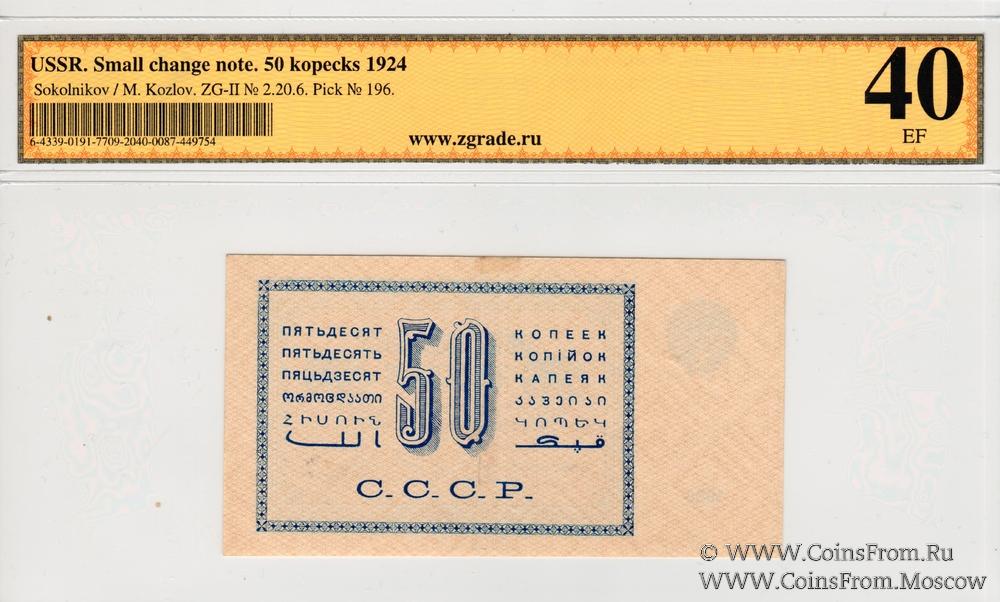 USSR. Small change note. 50 kopecks 1924
Sokolnikov / M. Kozlov. ZG-II № 2.20.6. Pick № 196.
6-4339-0191-7709-2040-0087-449754
www.zgrade.ru
40
EF
ПЯТЬДЕСЯТ 50 КОПЕЕК
ПЯТЬДЕСЯТЬ КОПІЙОК
ПЯЦЬДЗЕСЯТ КАПЕЯК
ორმოცდაათი კაპეიკი
ՀԻՍՈՒՆ ԿՈՊԵԿ
اللى قپك
С.С.С.Р.
© WWW.CoinsFrom.Ru
WWW.CoinsFrom.Moscow